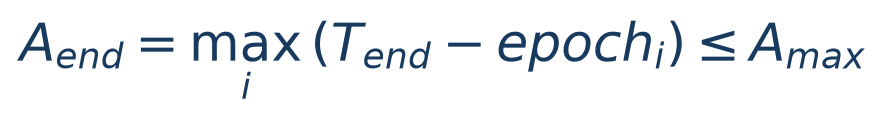 A_end = max_i (T_end − epoch_i) ≤ A_max